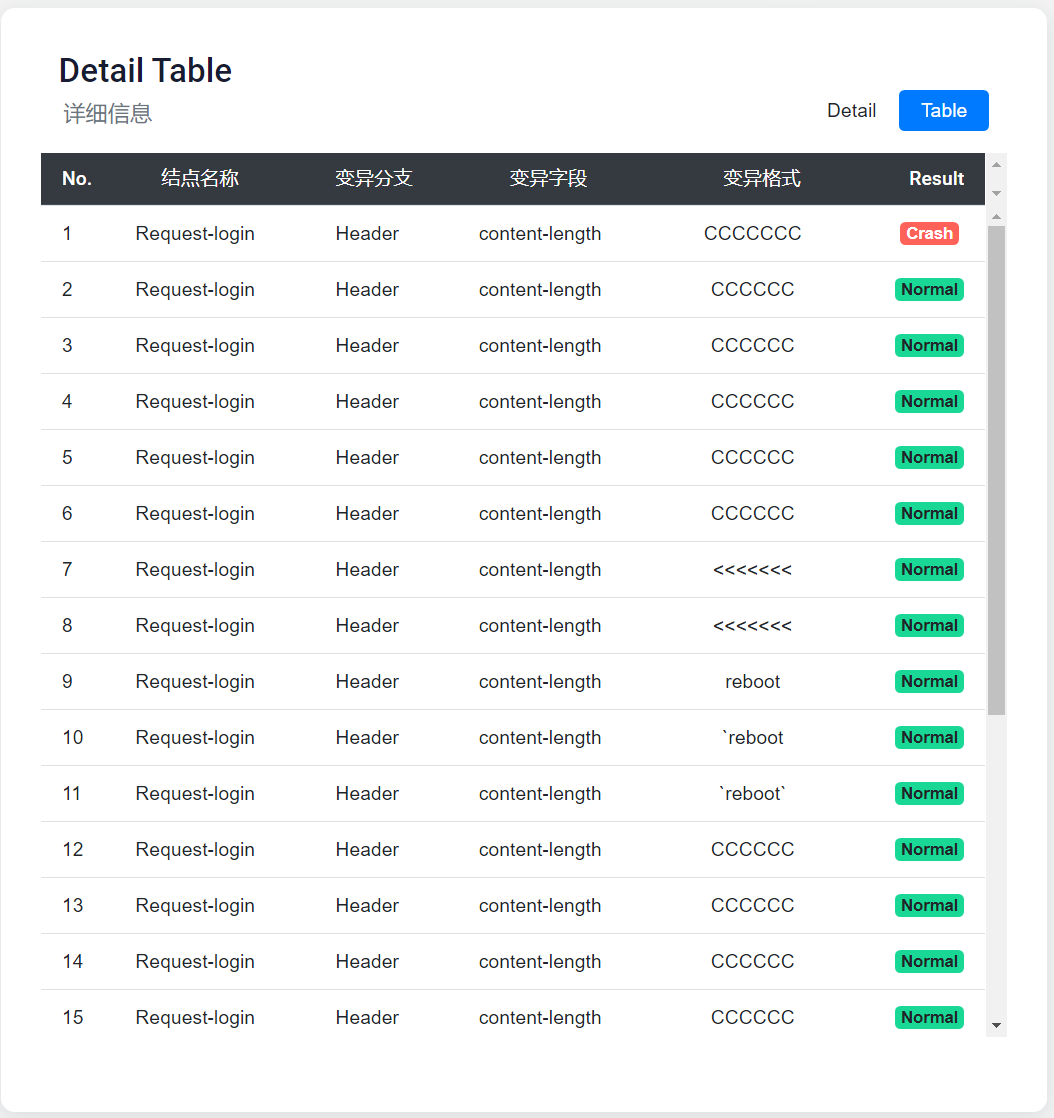 Detail Table
详细信息
Detail Table
No. 结点名称 变异分支 变异字段 变异格式 Result
1 Request-login Header content-length CCCCCCC Crash
2 Request-login Header content-length CCCCCC Normal
3 Request-login Header content-length CCCCCC Normal
4 Request-login Header content-length CCCCCC Normal
5 Request-login Header content-length CCCCCC Normal
6 Request-login Header content-length CCCCCC Normal
7 Request-login Header content-length <<<<<<< Normal
8 Request-login Header content-length <<<<<<< Normal
9 Request-login Header content-length reboot Normal
10 Request-login Header content-length `reboot Normal
11 Request-login Header content-length `reboot` Normal
12 Request-login Header content-length CCCCCC Normal
13 Request-login Header content-length CCCCCC Normal
14 Request-login Header content-length CCCCCC Normal
15 Request-login Header content-length CCCCCC Normal